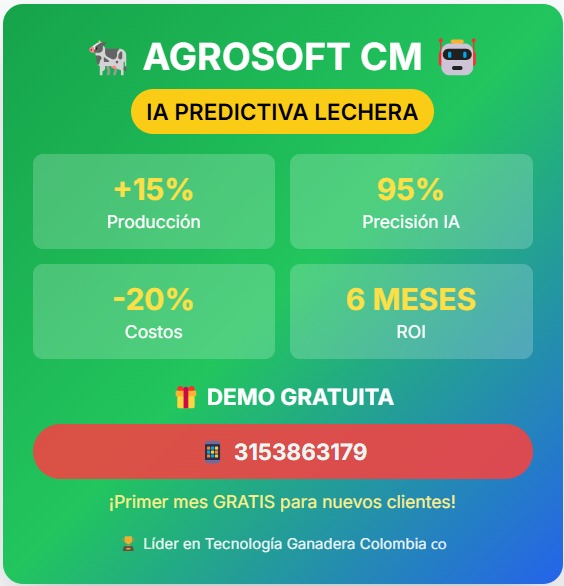 AGROSOFT CM
IA PREDICTIVA LECHERA
+15%
Producción
95%
Precisión IA
-20%
Costos
6 MESES
ROI
DEMO GRATUITA
3153863179
¡Primer mes GRATIS para nuevos clientes!
Líder en Tecnología Ganadera Colombia co